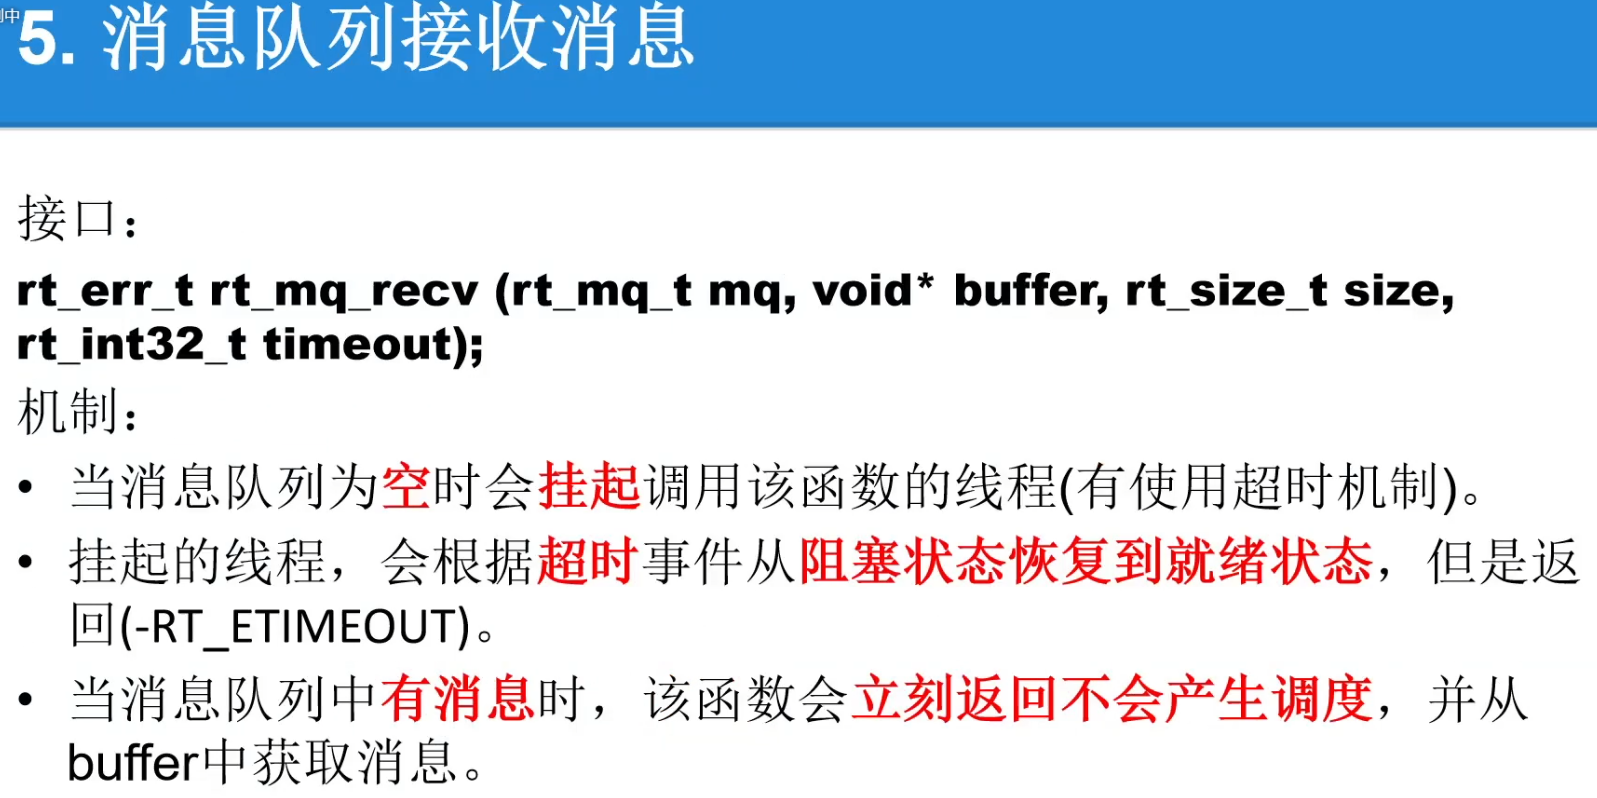 制中
5. 消息队列接收消息
接口：
rt_err_t rt_mq_recv (rt_mq_t mq, void* buffer, rt_size_t size,
rt_int32_t timeout);
机制：
• 当消息队列为空时会挂起调用该函数的线程(有使用超时机制)。
• 挂起的线程，会根据超时事件从阻塞状态恢复到就绪状态，但是返
回(-RT_ETIMEOUT)。
• 当消息队列中有消息时，该函数会立刻返回不会产生调度，并从
buffer中获取消息。